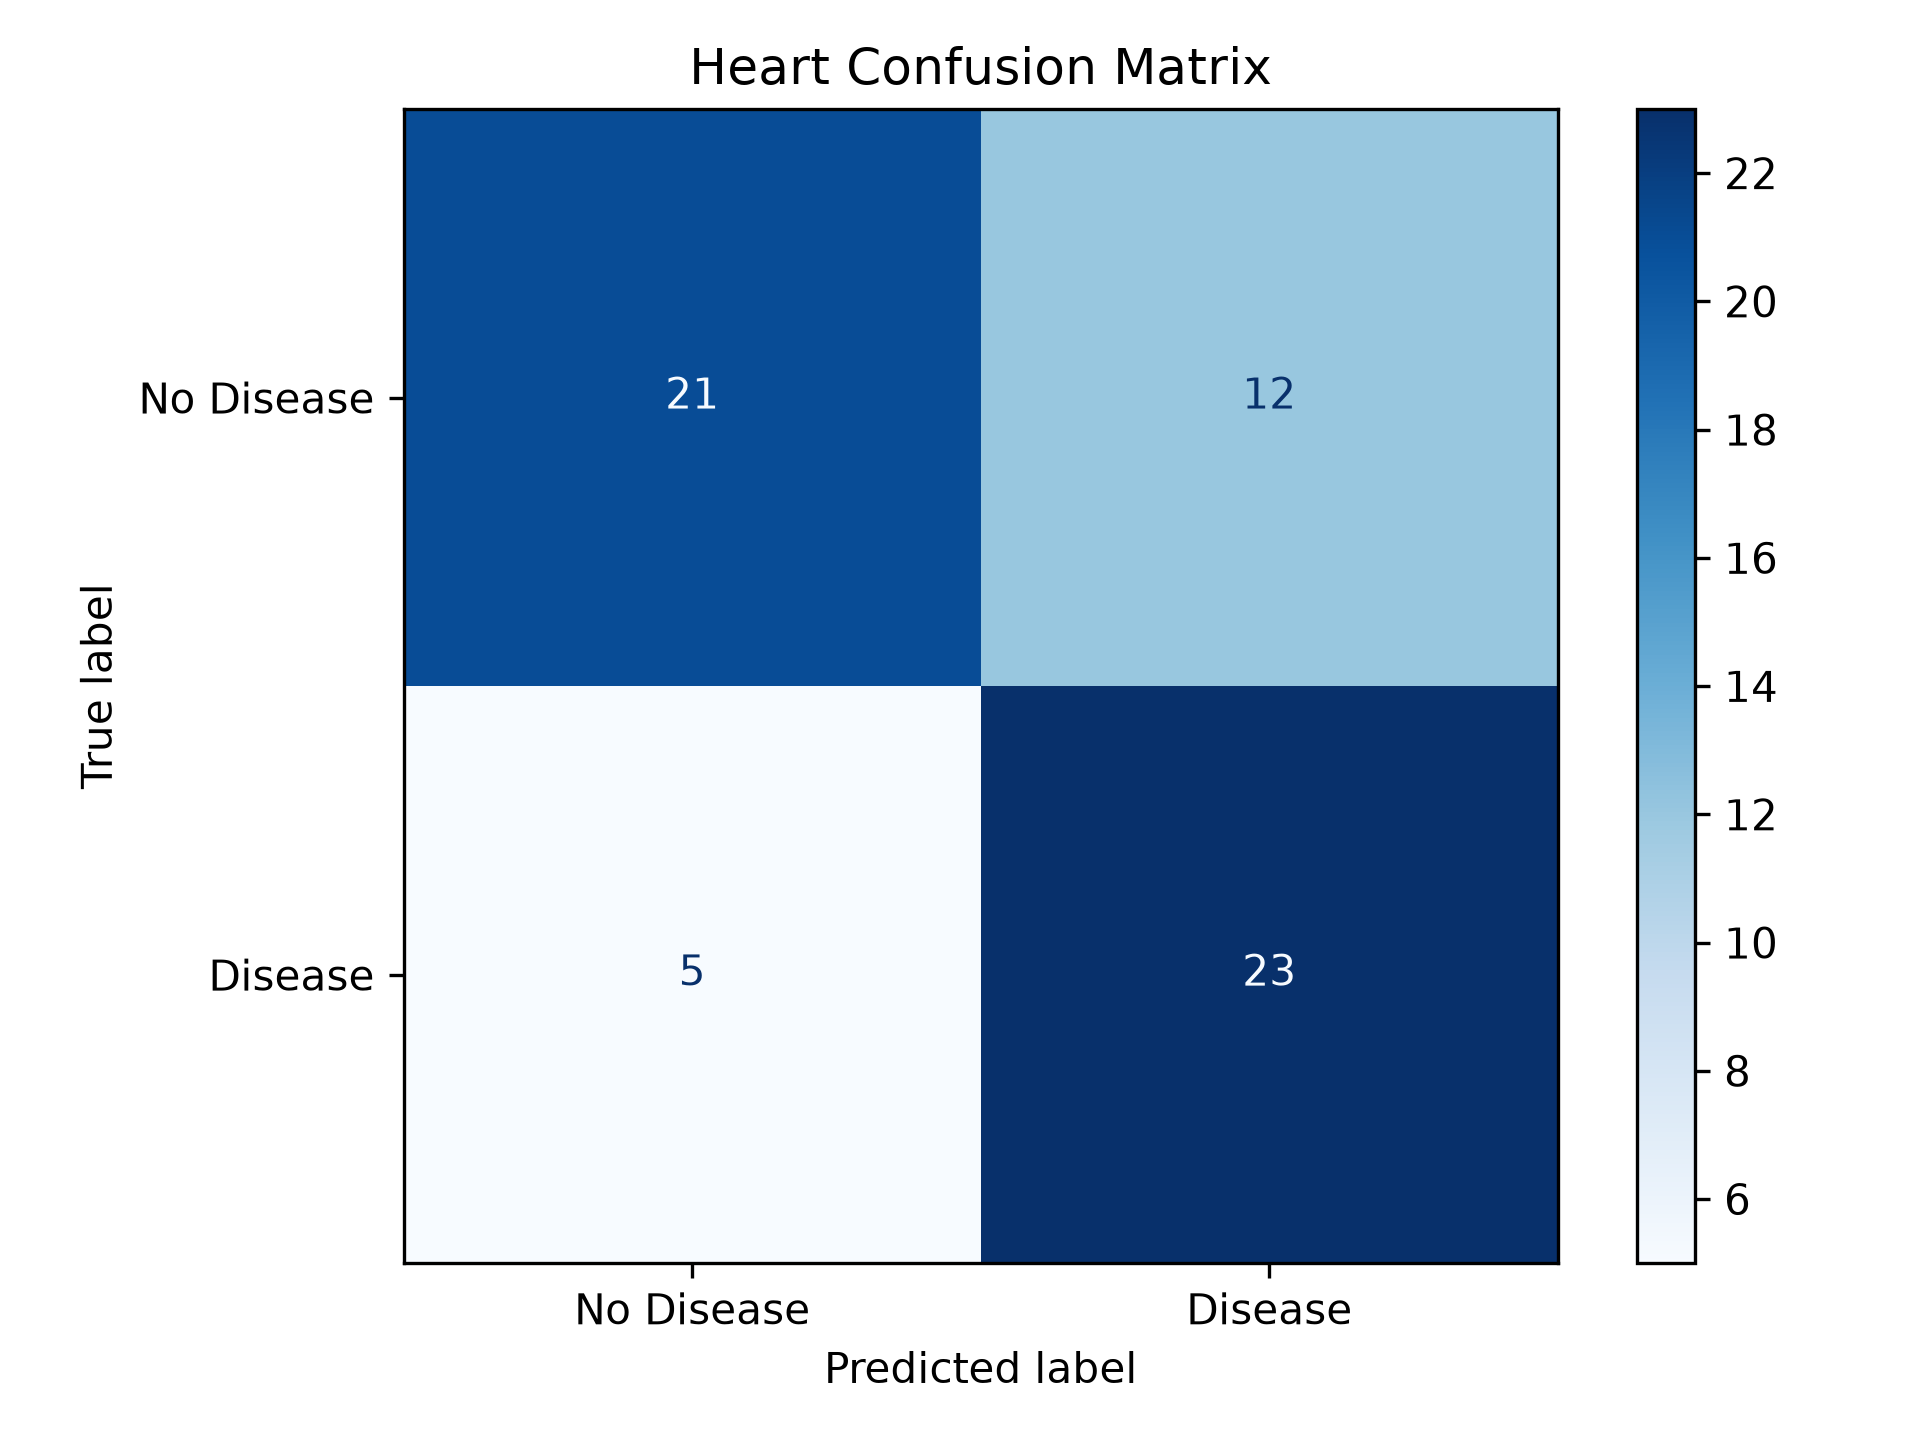 Heart Confusion Matrix
22
20
18
16
14
12
10
8
6
No Disease
21
12
True label
Disease
5
23
No Disease
Disease
Predicted label